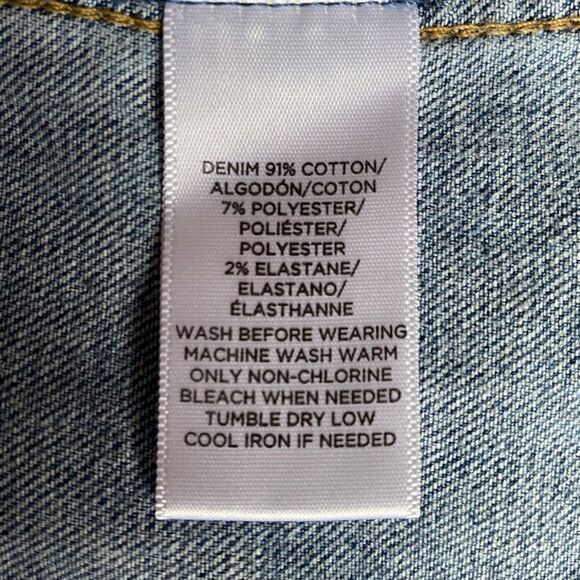 DENIM 91% COTTON/
ALGODÓN/COTON
7% POLYESTER/
POLIÉSTER/
POLYESTER
2% ELASTANE/
ELASTANO/
ÉLASTHANNE
WASH BEFORE WEARING
MACHINE WASH WARM
ONLY NON-CHLORINE
BLEACH WHEN NEEDED
TUMBLE DRY LOW
COOL IRON IF NEEDED